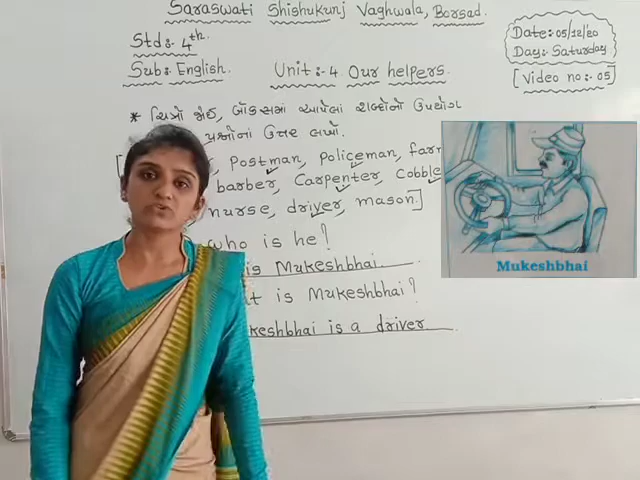 Saraswati Shishukunj Vaghwala, Borsad.
Std:- 4th
Date:- 05/12/20
Day:- Saturday
Sub:- English.
Unit:- 4 Our helpers.
[Video no:- 05]
* ચિત્રો જોઈ, બૉક્સમાં આપેલા શબ્દોનો ઉપયોગ
પ્રશ્નોના ઉત્તર લખો.
[ Postman, policeman, farm
barber, Carpenter, Cobble
nurse, driver, mason.]
who is he?
is Mukeshbhai.
t is Mukeshbhai?
keshbhai is a driver
Mukeshbhai